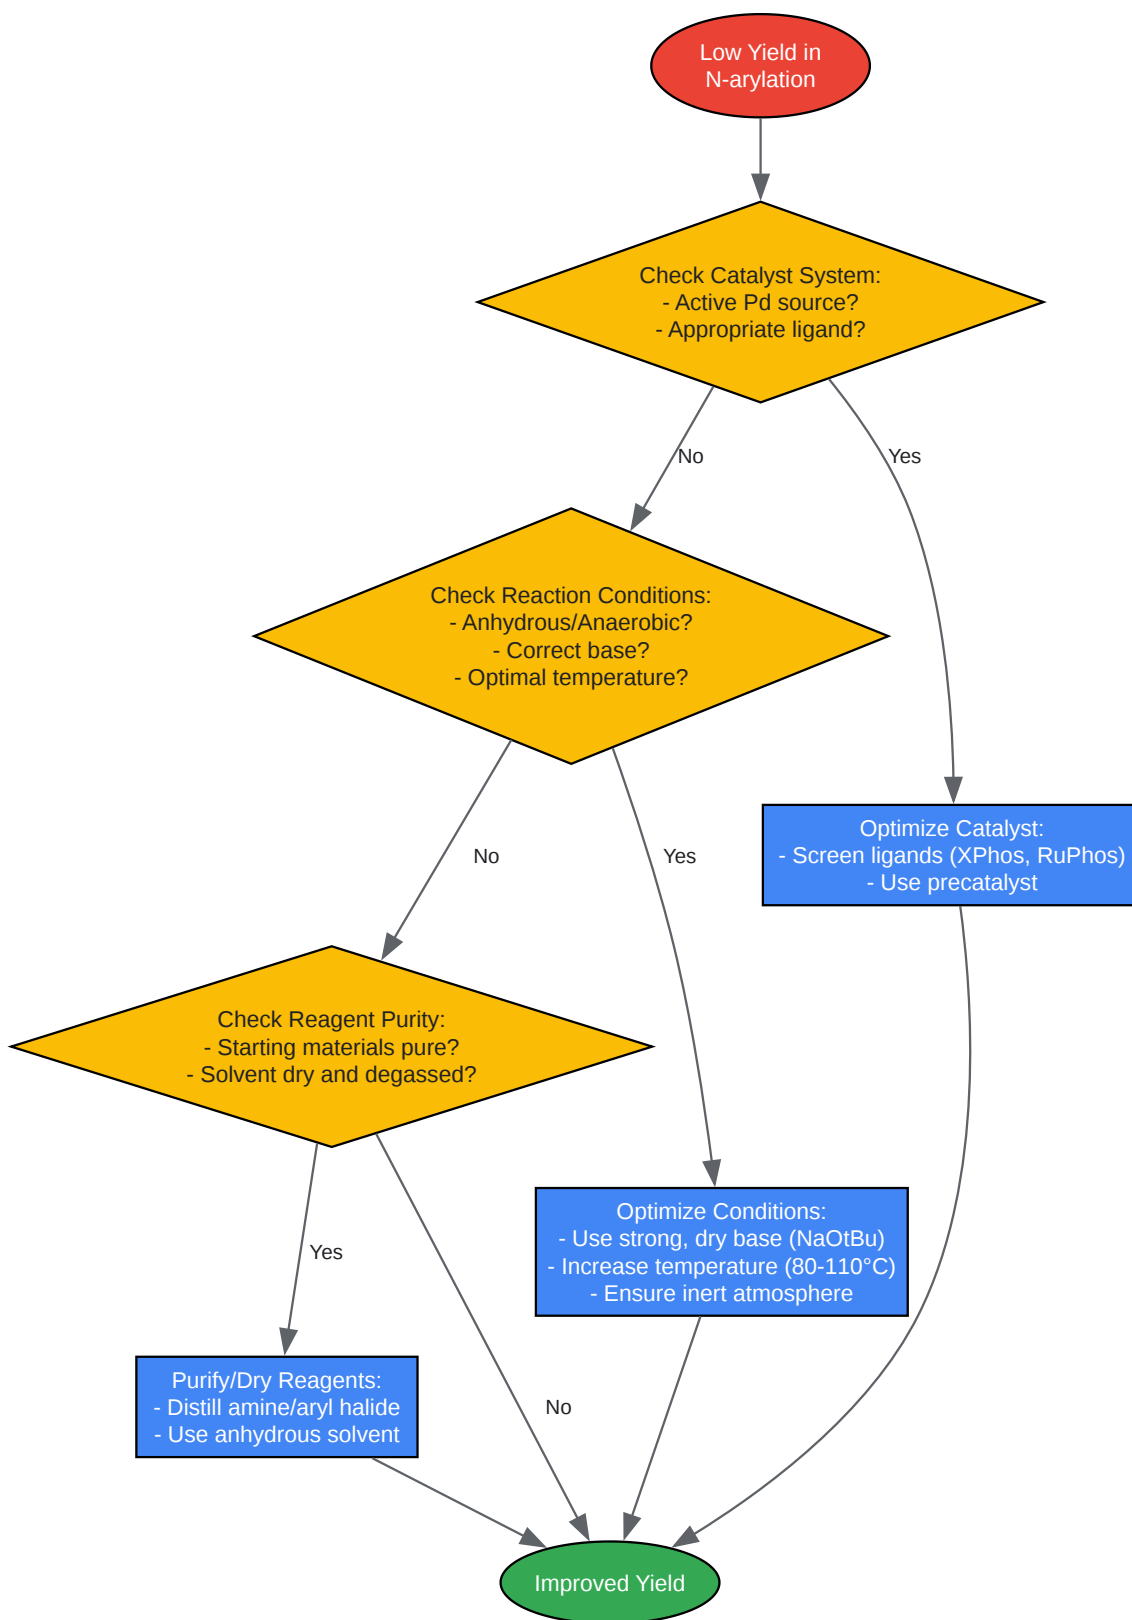 Low Yield in
N-arylation
Check Catalyst System:
- Active Pd source?
- Appropriate ligand?
No
Yes
Check Reaction Conditions:
- Anhydrous/Anaerobic?
- Correct base?
- Optimal temperature?
No
Yes
Optimize Catalyst:
- Screen ligands (XPhos, RuPhos)
- Use precatalyst
Check Reagent Purity:
- Starting materials pure?
- Solvent dry and degassed?
Yes
No
Optimize Conditions:
- Use strong, dry base (NaOtBu)
- Increase temperature (80-110°C)
- Ensure inert atmosphere
Purify/Dry Reagents:
- Distill amine/aryl halide
- Use anhydrous solvent
Improved Yield